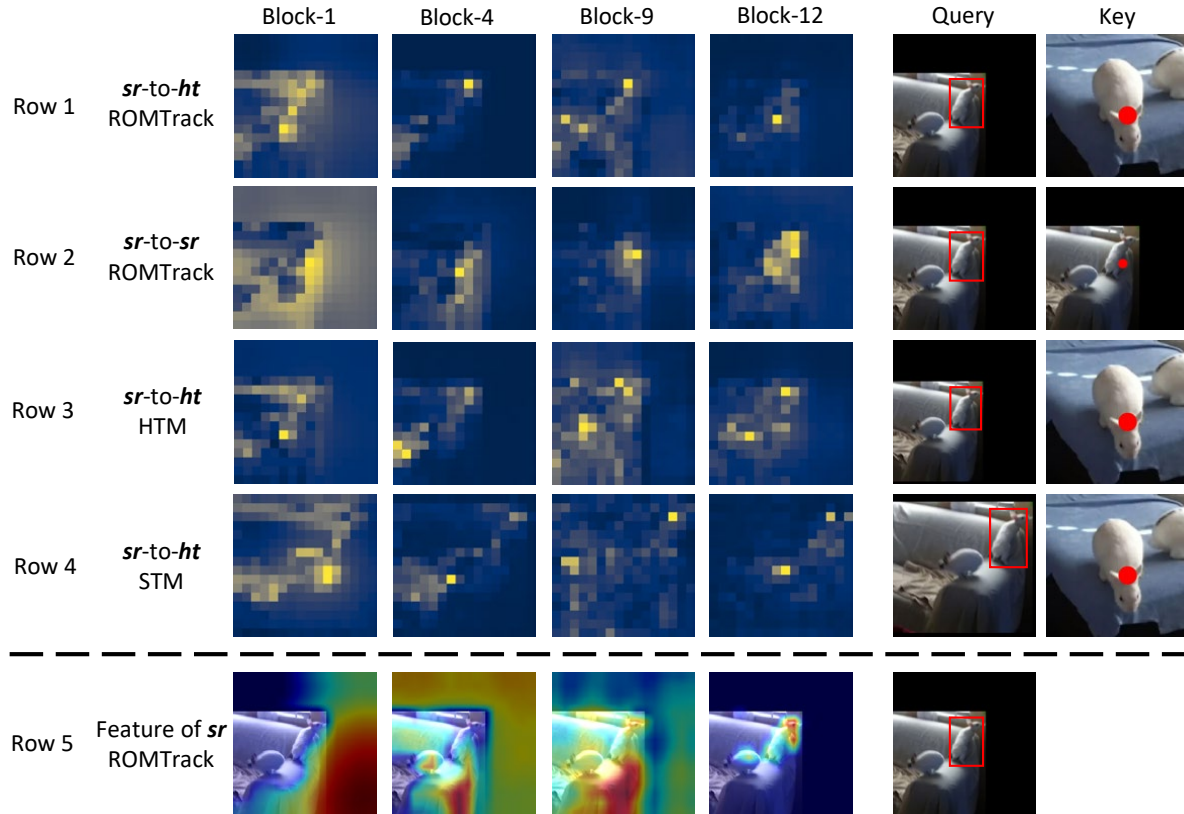 Block-1 Block-4 Block-9 Block-12 Query Key
Row 1 sr-to-ht
ROMTrack
Row 2 sr-to-sr
ROMTrack
Row 3 sr-to-ht
HTM
Row 4 sr-to-ht
STM
Row 5 Feature of sr
ROMTrack